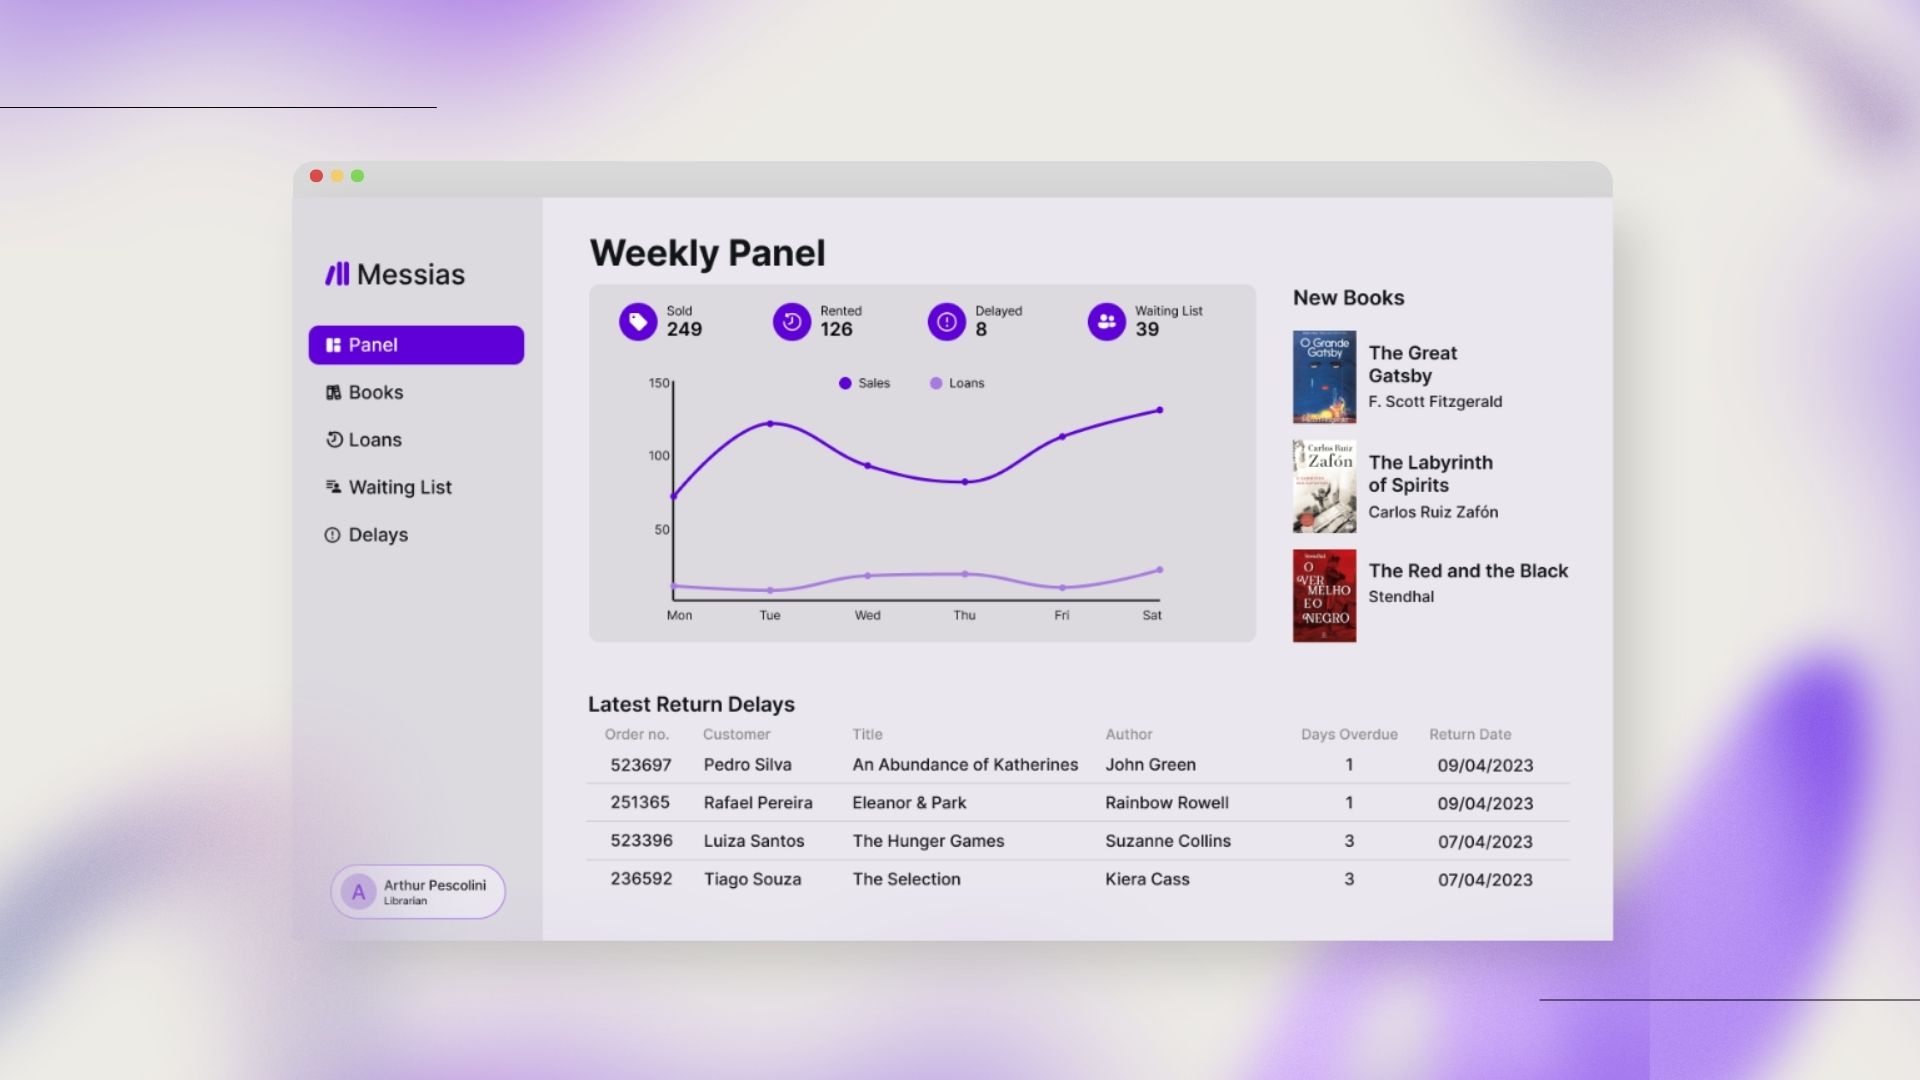 Messias
Panel
Books
Loans
Waiting List
Delays
A
Arthur Pescolini
Librarian
Weekly Panel
Sold
249
Rented
126
Delayed
8
Waiting List
39
Sales
Loans
150
100
50
Mon Tue Wed Thu Fri Sat
New Books
O Grande
Gatsby
The Great
Gatsby
F. Scott Fitzgerald
Carlos Ruiz
Zafón
The Labyrinth
of Spirits
Carlos Ruiz Zafón
Stendhal
O
VER
MELHO
E O
NEGRO
The Red and the Black
Stendhal
Latest Return Delays
Order no. Customer Title Author Days Overdue Return Date
523697 Pedro Silva An Abundance of Katherines John Green 1 09/04/2023
251365 Rafael Pereira Eleanor & Park Rainbow Rowell 1 09/04/2023
523396 Luiza Santos The Hunger Games Suzanne Collins 3 07/04/2023
236592 Tiago Souza The Selection Kiera Cass 3 07/04/2023